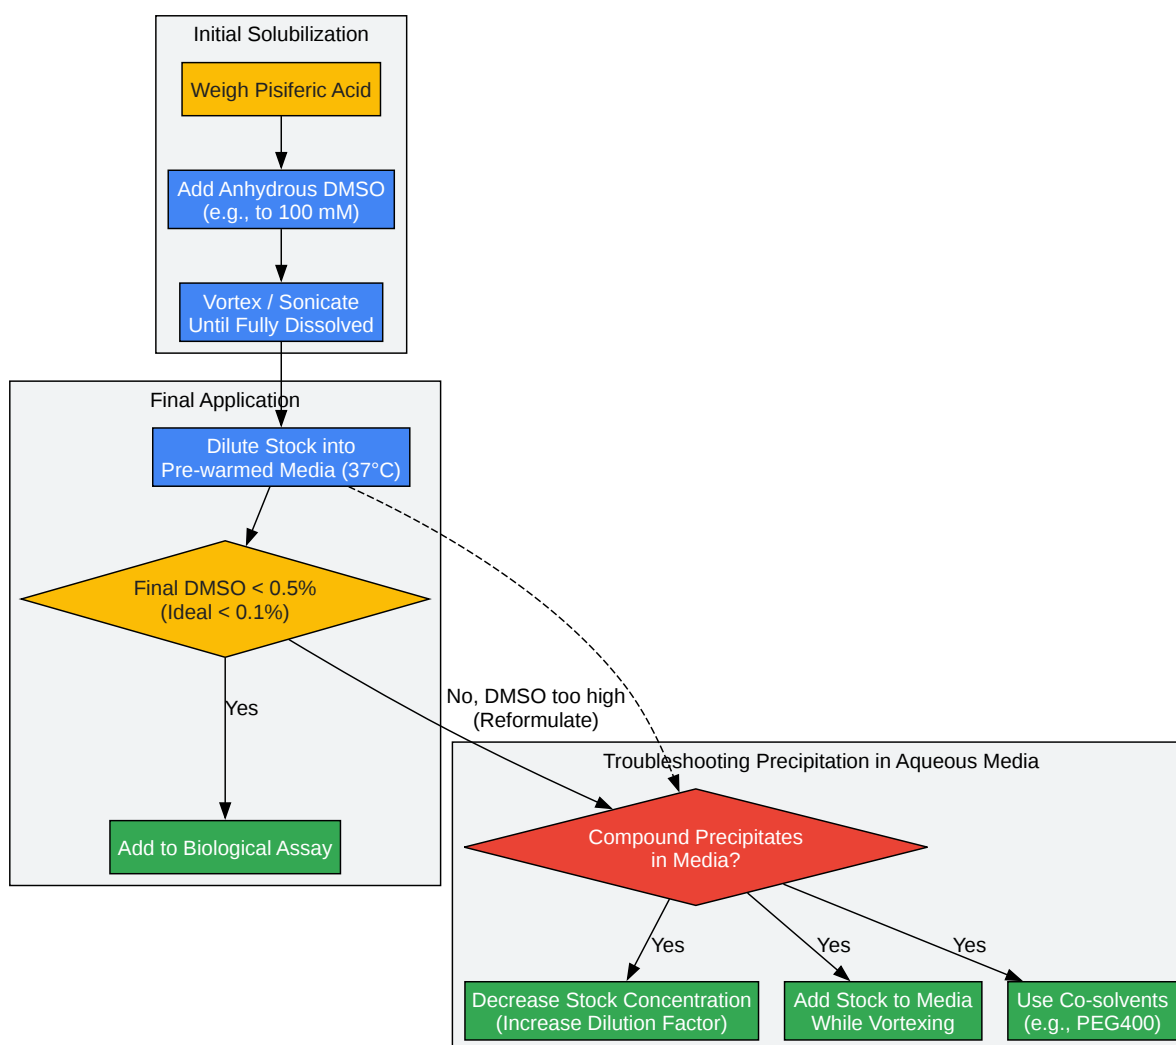 Initial Solubilization
Weigh Pisiferic Acid
Add Anhydrous DMSO
(e.g., to 100 mM)
Vortex / Sonicate
Until Fully Dissolved
Final Application
Dilute Stock into
Pre-warmed Media (37°C)
Final DMSO < 0.5%
(Ideal < 0.1%)
No, DMSO too high
(Reformulate)
Yes
Add to Biological Assay
Troubleshooting Precipitation in Aqueous Media
Compound Precipitates
in Media?
Yes
Yes
Yes
Decrease Stock Concentration
(Increase Dilution Factor)
Add Stock to Media
While Vortexing
Use Co-solvents
(e.g., PEG400)